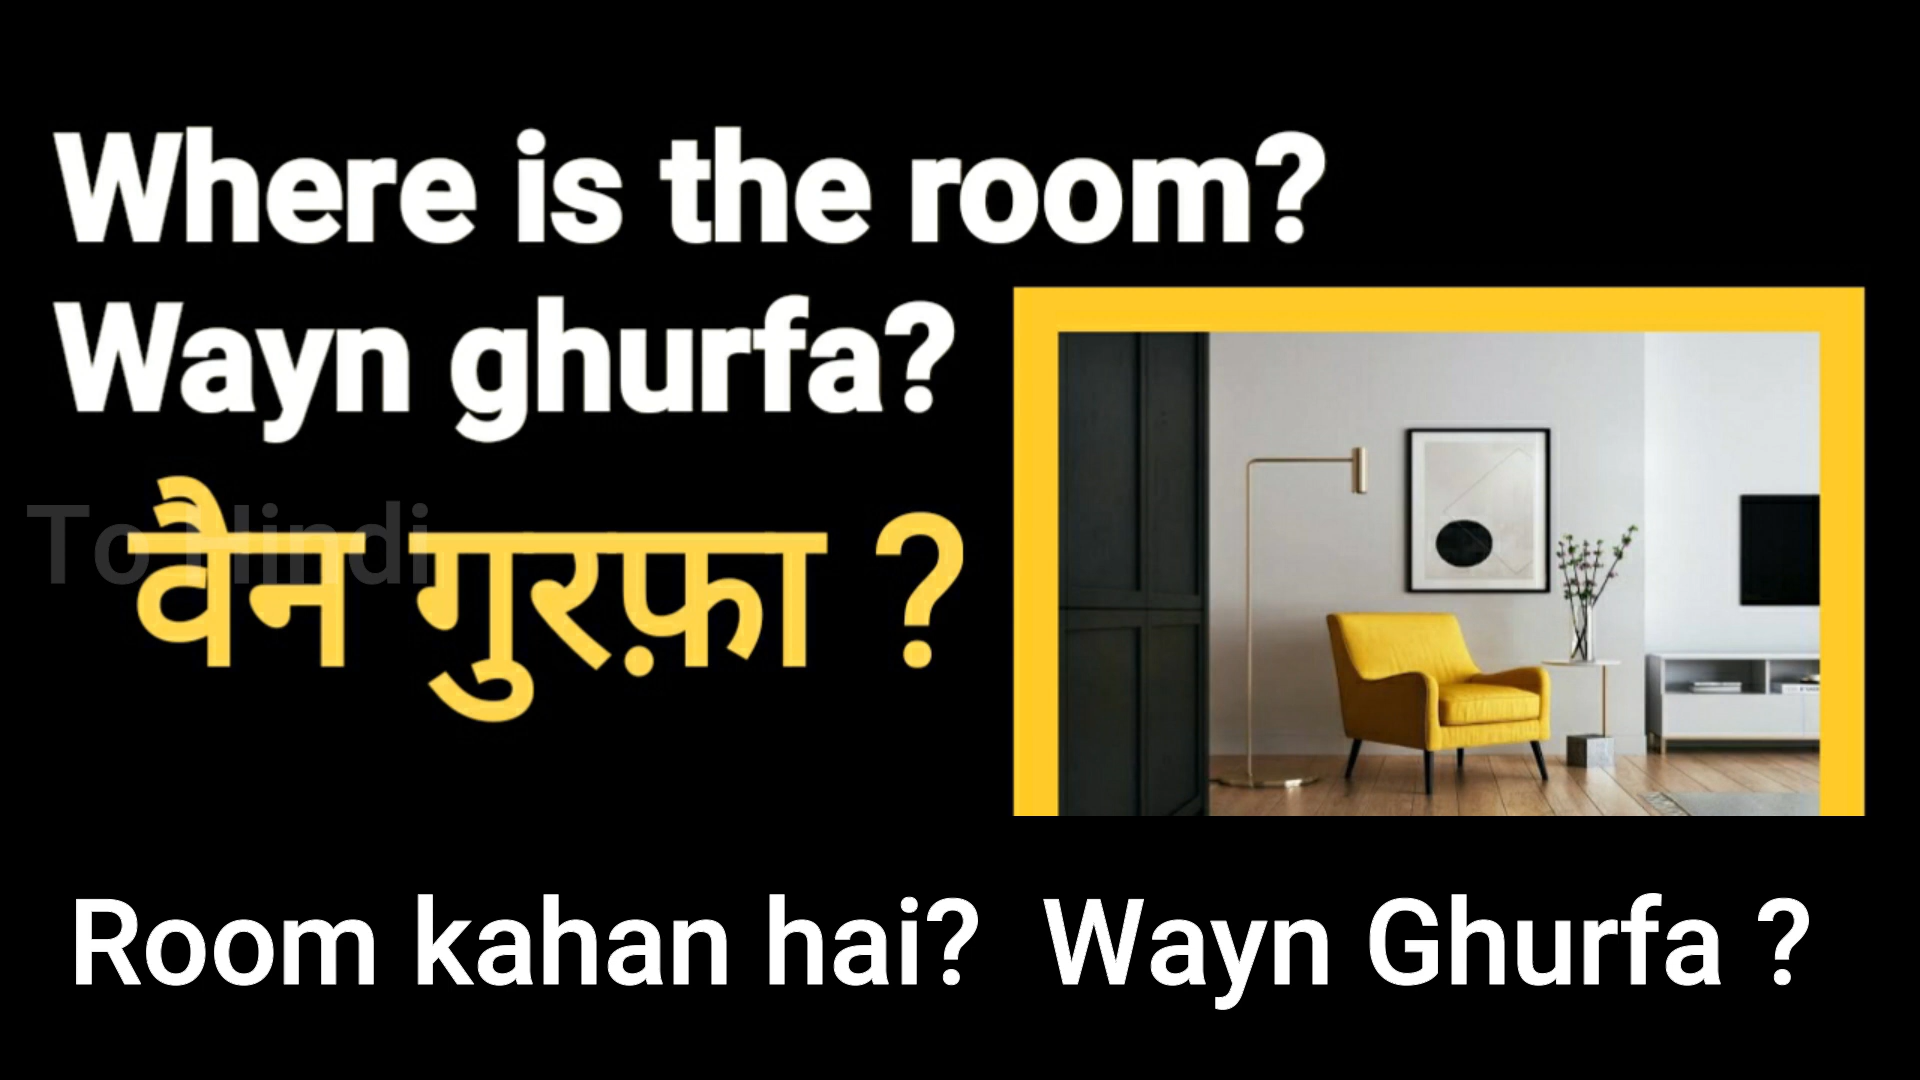 Where is the room?
Wayn ghurfa?
To Hindi
वैन गुरफ़ा ?
Room kahan hai? Wayn Ghurfa ?